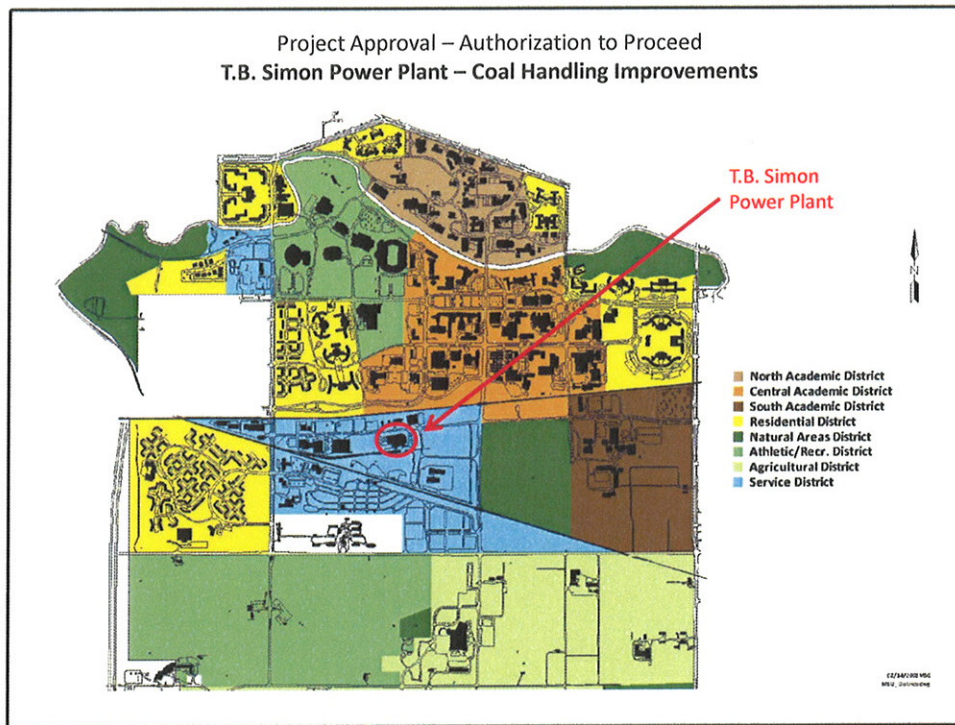 Project Approval – Authorization to Proceed
T.B. Simon Power Plant – Coal Handling Improvements
T.B. Simon
Power Plant
N
North Academic District
Central Academic District
South Academic District
Residential District
Natural Areas District
Athletic/Recr. District
Agricultural District
Service District